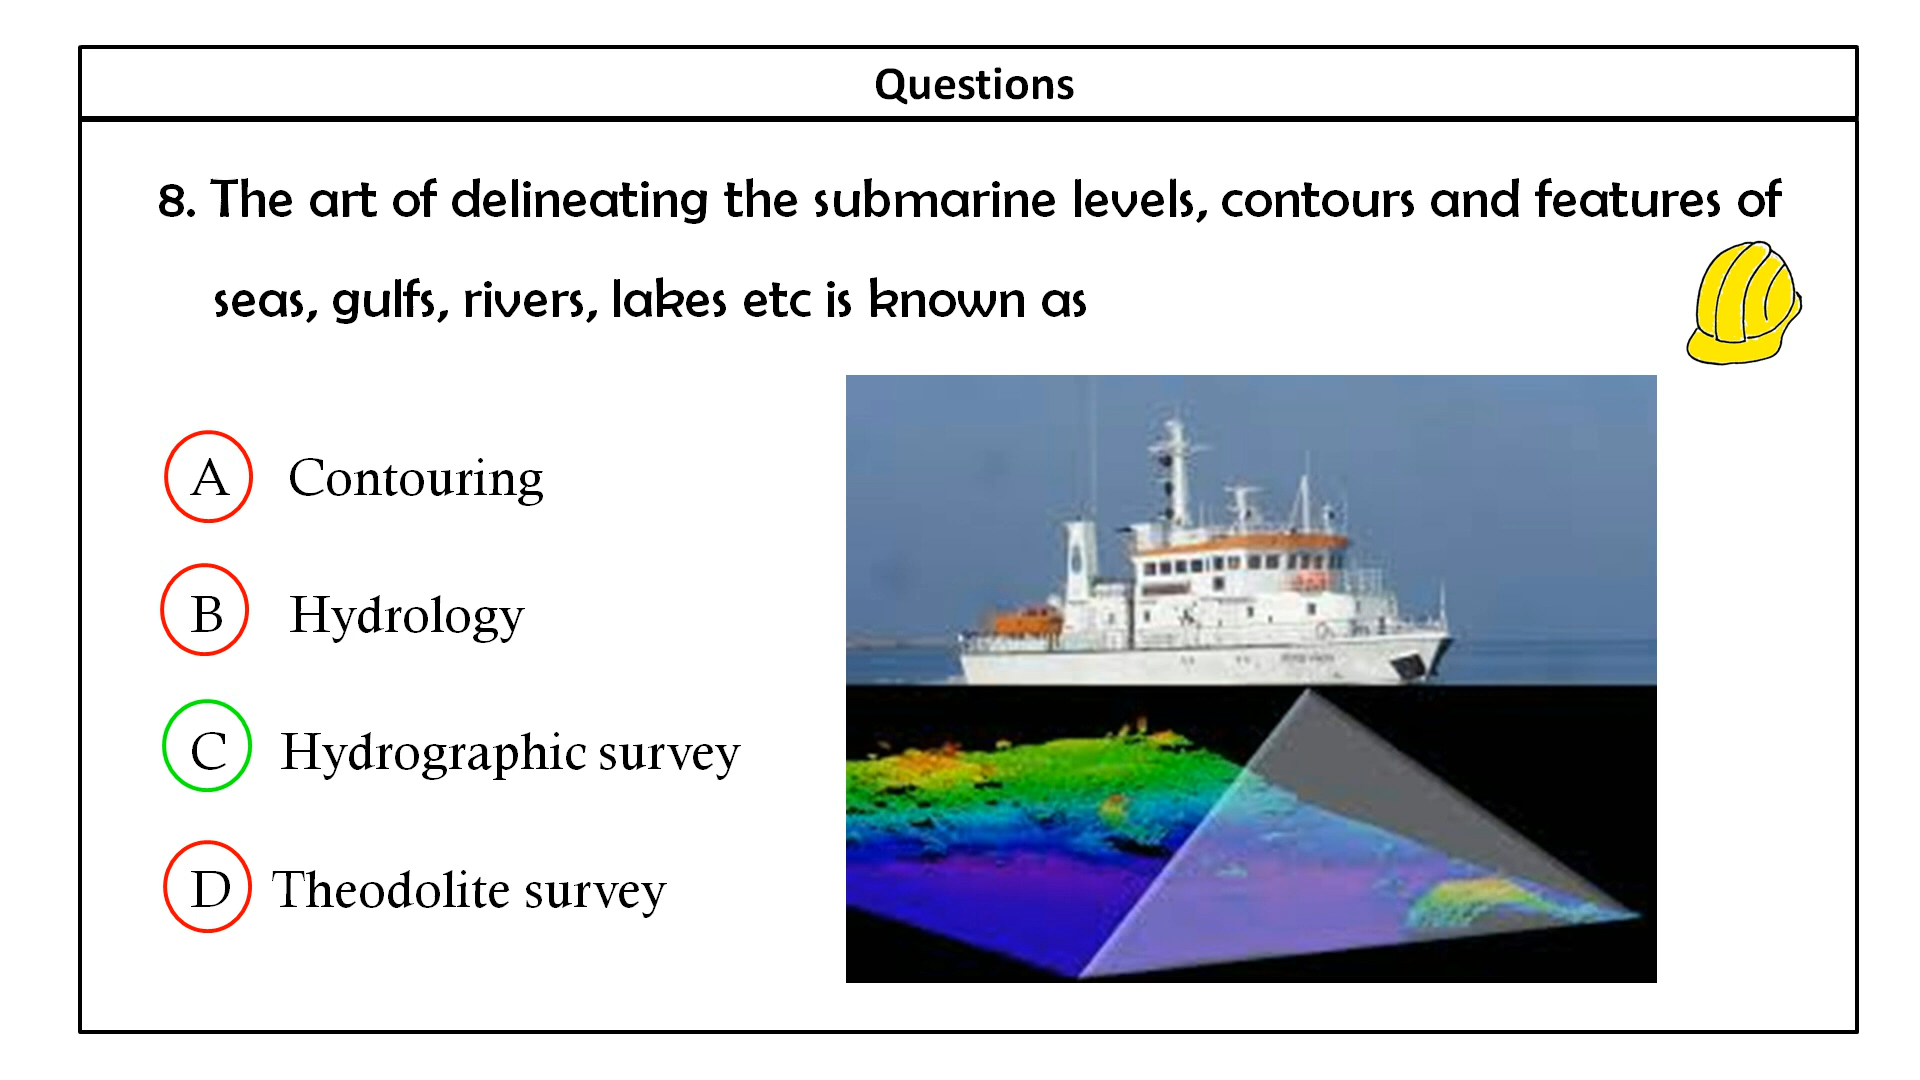 Questions
8. The art of delineating the submarine levels, contours and features of
seas, gulfs, rivers, lakes etc is known as
A Contouring
B Hydrology
C Hydrographic survey
D Theodolite survey